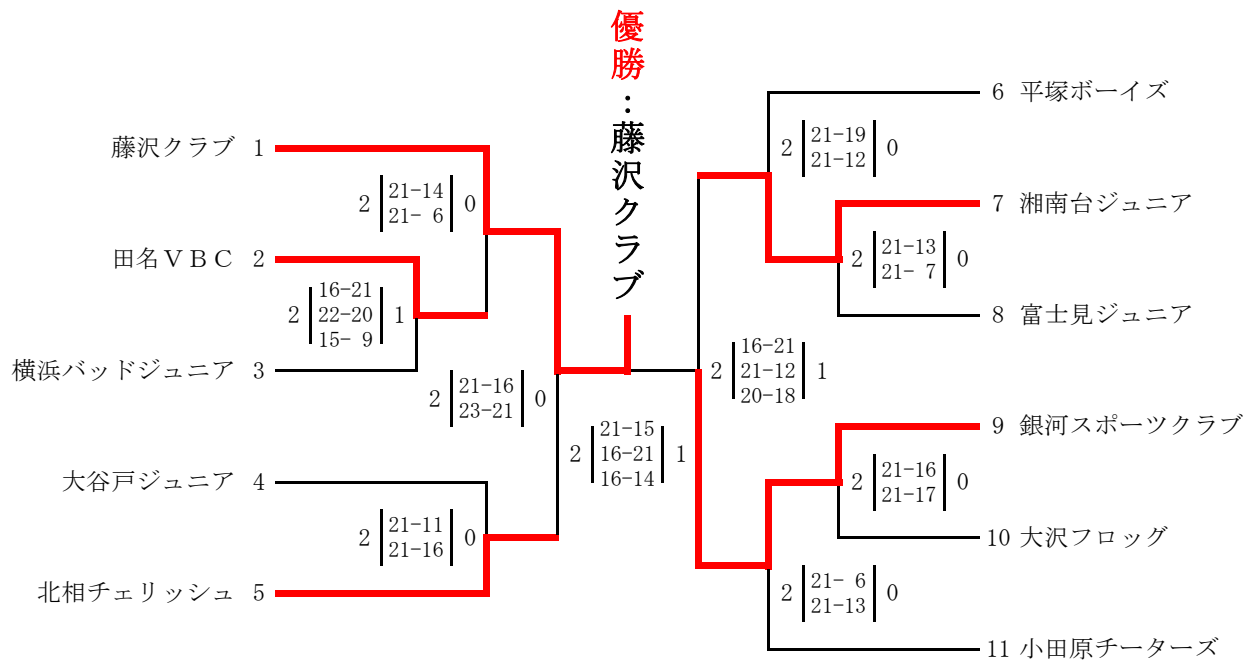 優勝：藤沢クラブ
藤沢クラブ 1
2 21-14 0
21- 6
田名ＶＢＣ 2
2 16-21 1
22-20
15- 9
横浜バッドジュニア 3
2 21-16 0
23-21
大谷戸ジュニア 4
2 21-11 0
21-16
北相チェリッシュ 5
2 21-15 1
16-21
16-14
6 平塚ボーイズ
2 21-19 0
21-12
7 湘南台ジュニア
2 21-13 0
21- 7
8 富士見ジュニア
2 16-21 1
21-12
20-18
9 銀河スポーツクラブ
2 21-16 0
21-17
10 大沢フロッグ
2 21- 6 0
21-13
11 小田原チーターズ